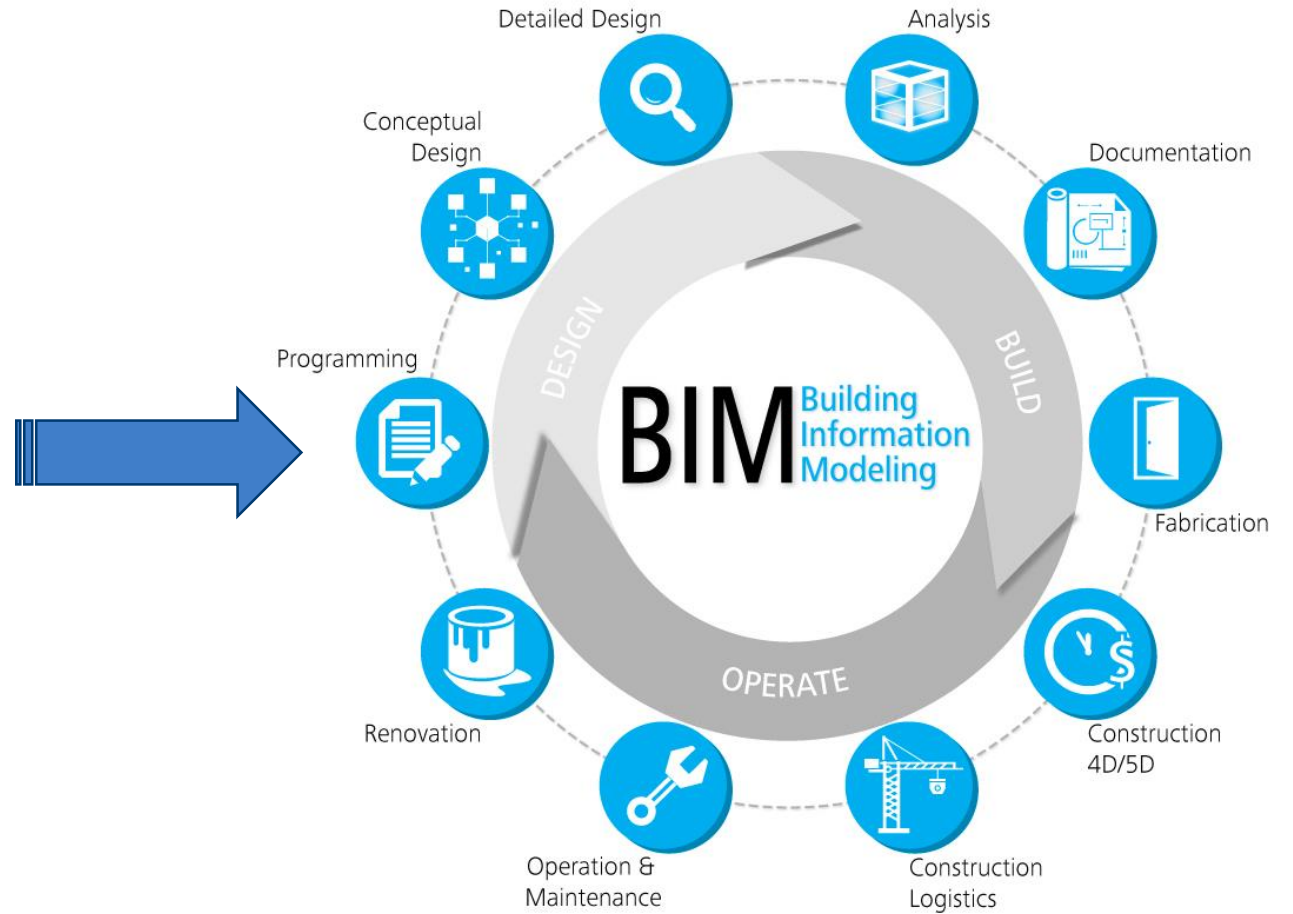 Detailed Design
Analysis
Conceptual
Design
Documentation
Programming
DESIGN
BUILD
BIM
Building
Information
Modeling
Fabrication
OPERATE
Renovation
Construction
4D/5D
Operation &
Maintenance
Construction
Logistics
$